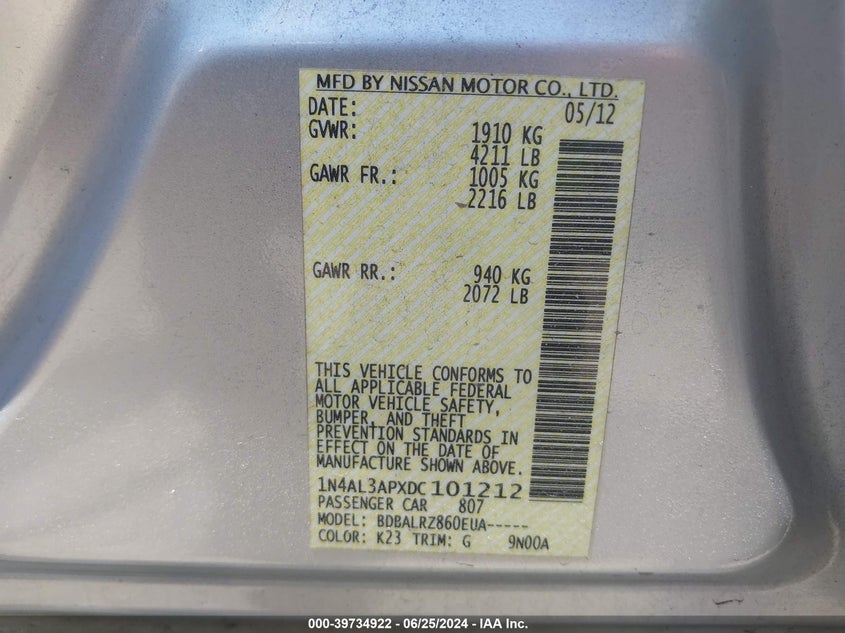 MFD BY NISSAN MOTOR CO., LTD.
DATE: 05/12
GVWR: 1910 KG
4211 LB
GAWR FR.: 1005 KG
2216 LB
GAWR RR.: 940 KG
2072 LB
THIS VEHICLE CONFORMS TO
ALL APPLICABLE FEDERAL
MOTOR VEHICLE SAFETY,
BUMPER, AND THEFT
PREVENTION STANDARDS IN
EFFECT ON THE DATE OF
MANUFACTURE SHOWN ABOVE.
1N4AL3APXDC101212
PASSENGER CAR 807
MODEL: BDBALRZ860EUA-----
COLOR: K23 TRIM: G 9N00A
000-39734922 - 06/25/2024 - IAA Inc.